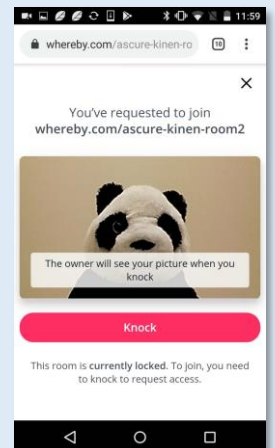 11:59
whereby.com/ascure-kinen-ro
10
You've requested to join
whereby.com/ascure-kinen-room2
The owner will see your picture when you
knock
Knock
This room is currently locked. To join, you need
to knock to request access.